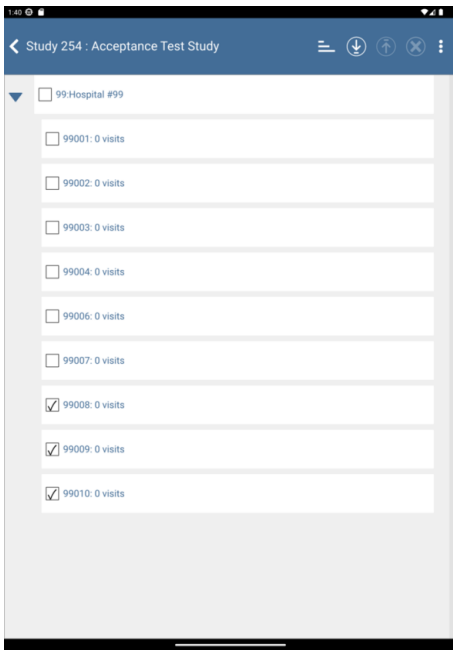 1:40
Study 254 : Acceptance Test Study
99:Hospital #99
99001: 0 visits
99002: 0 visits
99003: 0 visits
99004: 0 visits
99006: 0 visits
99007: 0 visits
99008: 0 visits
99009: 0 visits
99010: 0 visits